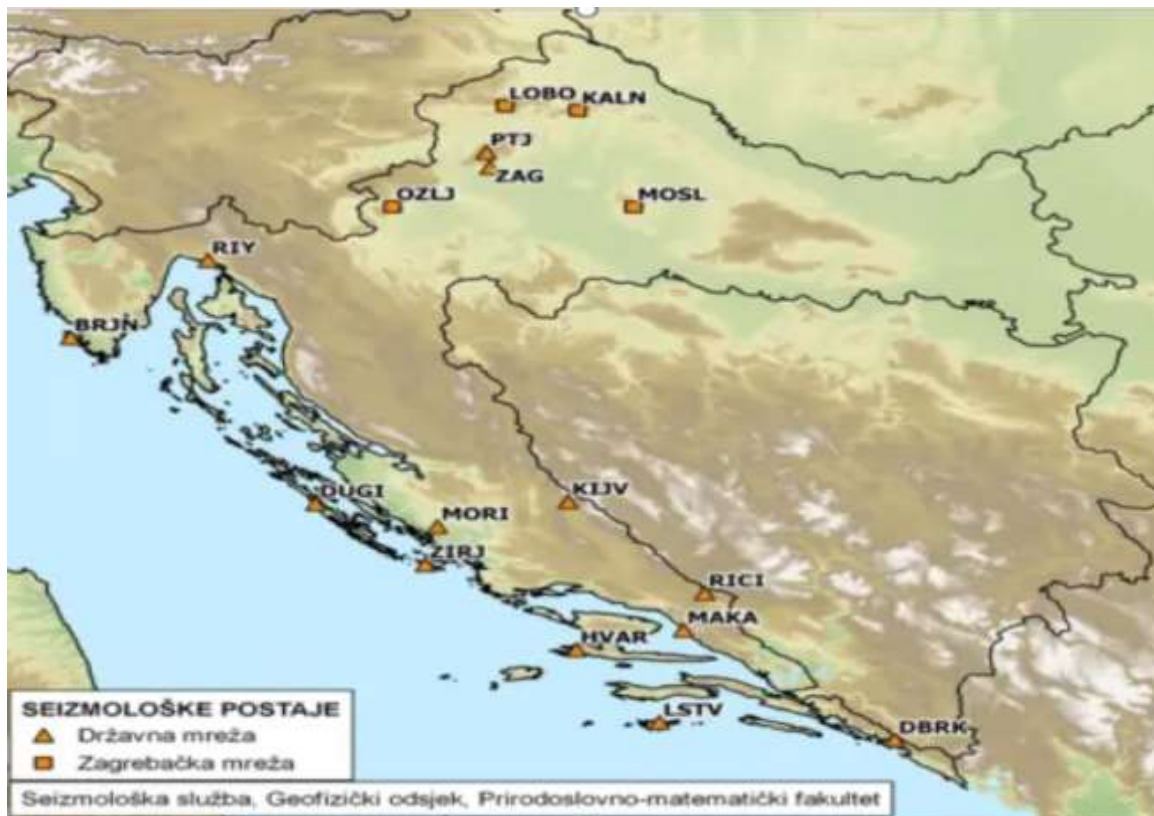 LOBO
KALN
PTJ
ZAG
OZLJ
MOSL
RIY
BRJN
DUGI
KIJV
MORI
ZIRJ
RICI
MAKA
HVAR
LSTV
DBRK
SEIZMOLOŠKE POSTAJE
Državna mreža
Zagrebačka mreža
Seizmološka služba, Geofizički odsjek, Prirodoslovno-matematički fakultet